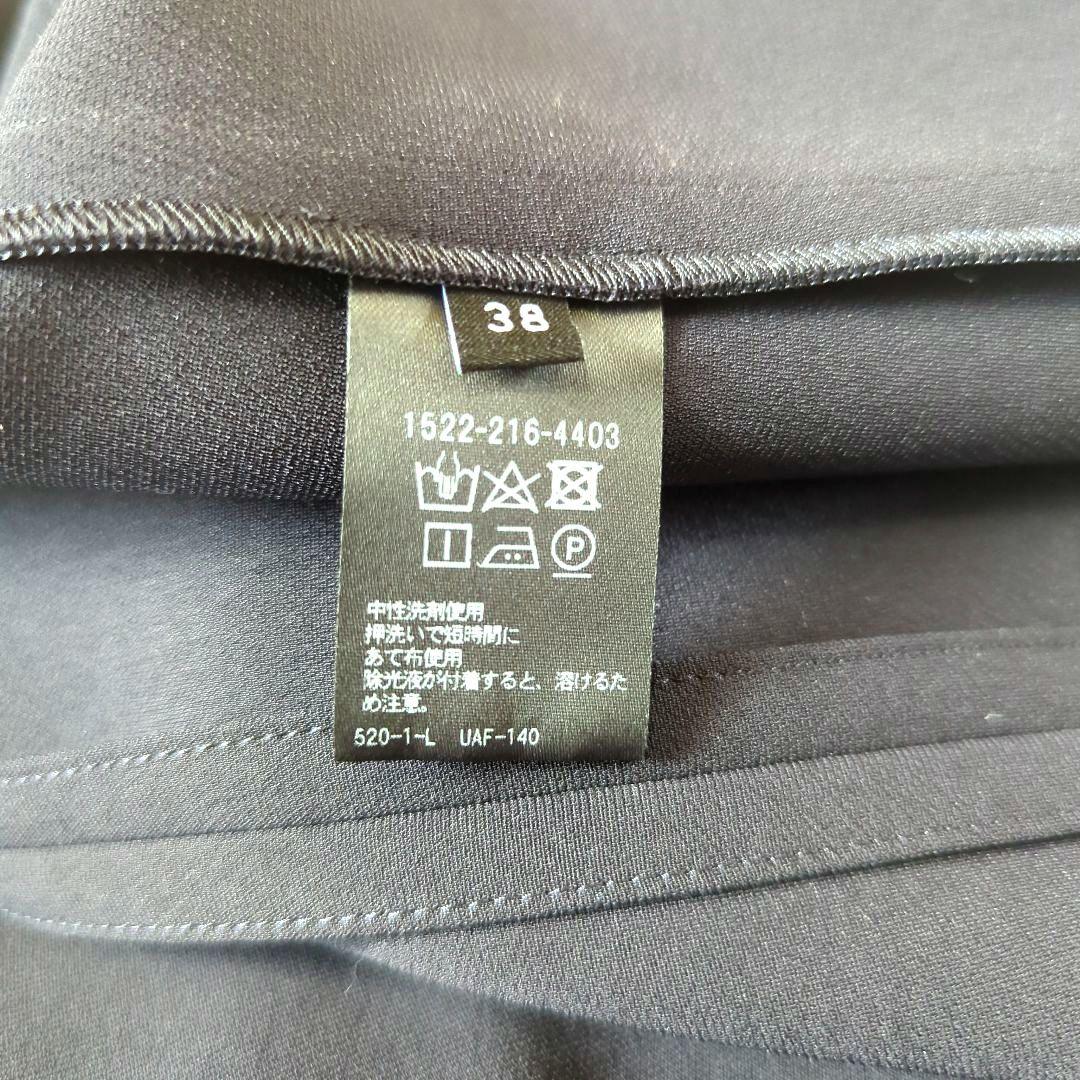 38
1522-216-4403
P
中性洗剤使用
押洗いで短時間に
あて布使用
除光液が付着すると、溶けるた
め注意。
520-1-L UAF-140